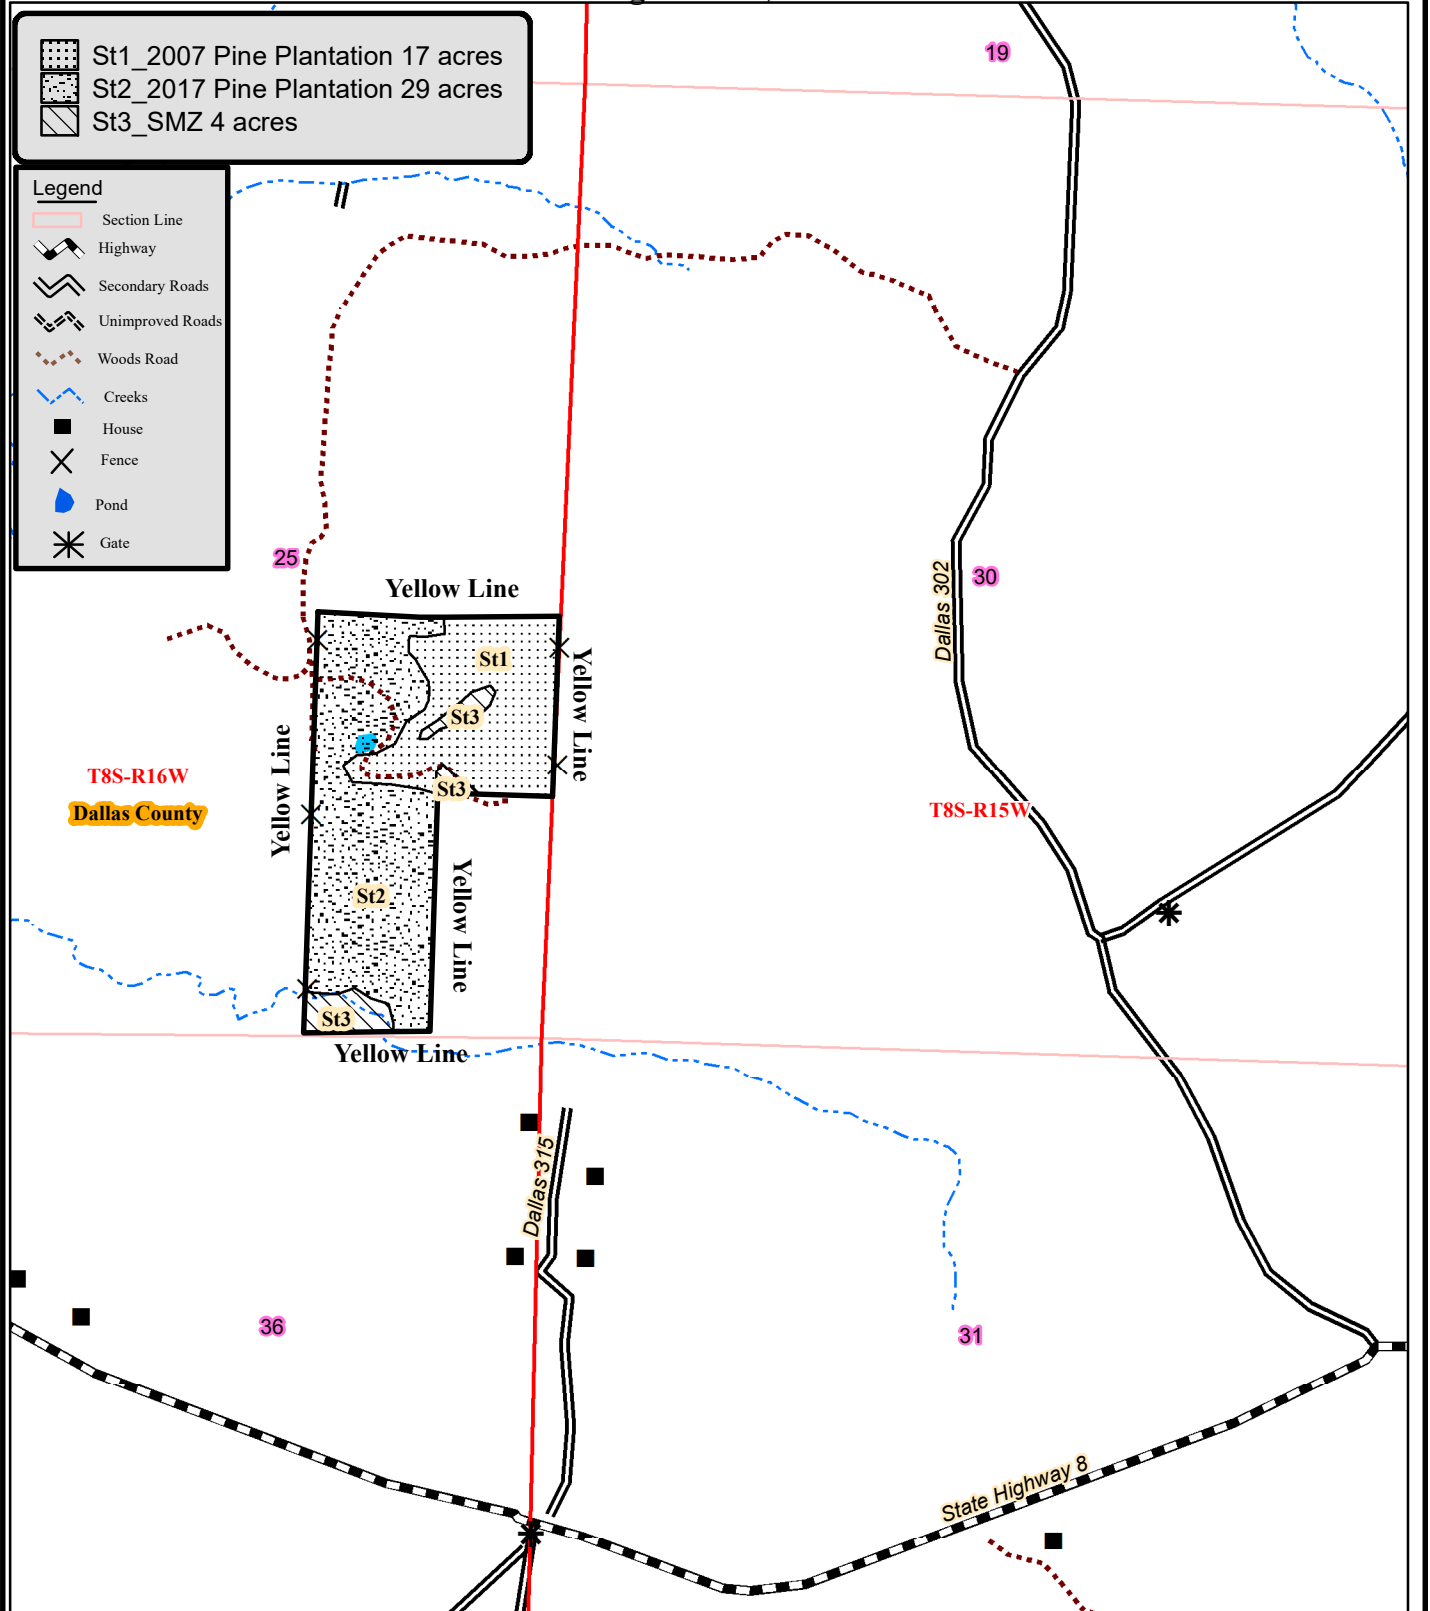 St1_2007 Pine Plantation 17 acres
St2_2017 Pine Plantation 29 acres
St3_SMZ 4 acres
19
Legend
Section Line
Highway
Secondary Roads
Unimproved Roads
Woods Road
Creeks
House
Fence
Pond
Gate
25
30
Dallas 302
Yellow Line
St1
St3
Yellow Line
Yellow Line
St3
T8S-R16W
Dallas County
T8S-R15W
St2
Yellow Line
St3
Yellow Line
Dallas 315
36
31
State Highway 8